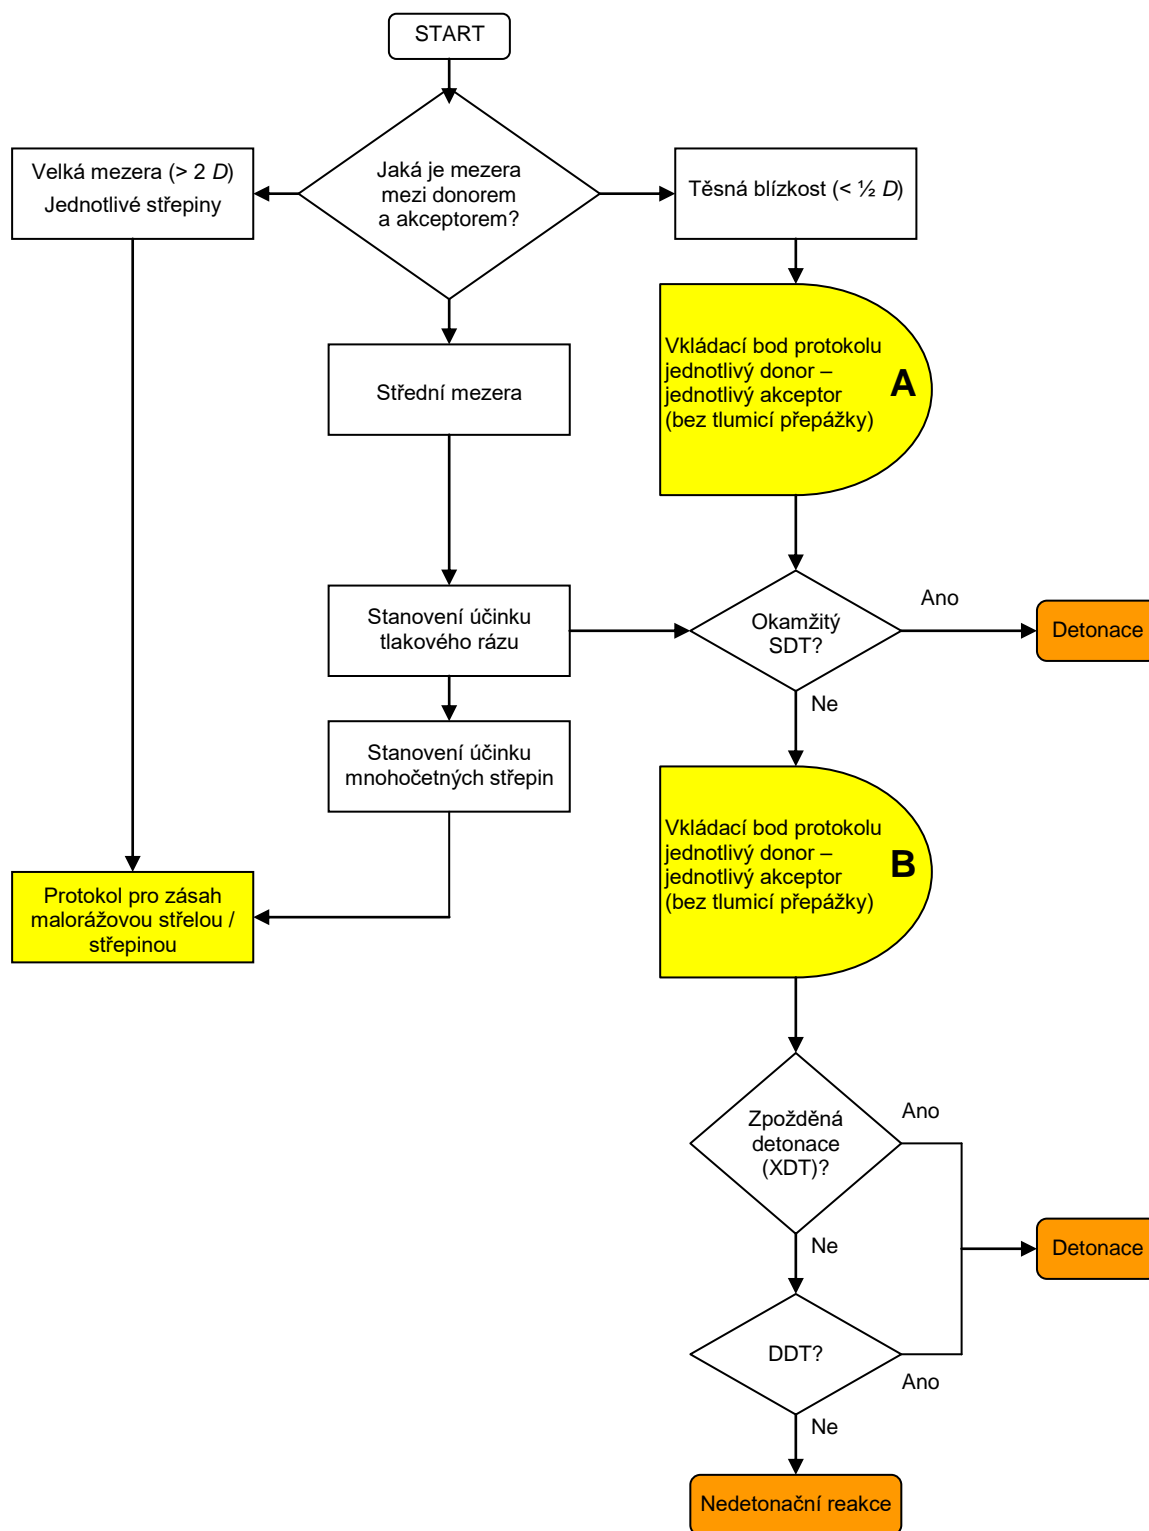 START
Jaká je mezera
mezi donorem
a akceptorem?
Velká mezera (> 2 D)
Jednotlivé střepiny
Těsná blízkost (< ½ D)
Střední mezera
Vkládací bod protokolu
jednotlivý donor –
jednotlivý akceptor
(bez tlumicí přepážky)
A
Stanovení účinku
tlakového rázu
Okamžitý
SDT?
Ano
Detonace
Ne
Stanovení účinku
mnohočetných střepin
Vkládací bod protokolu
jednotlivý donor –
jednotlivý akceptor
(bez tlumicí přepážky)
B
Protokol pro zásah
malorážovou střelou /
střepinou
Zpožděná
detonace
(XDT)?
Ano
Ne
Detonace
DDT?
Ano
Ne
Nedetonační reakce